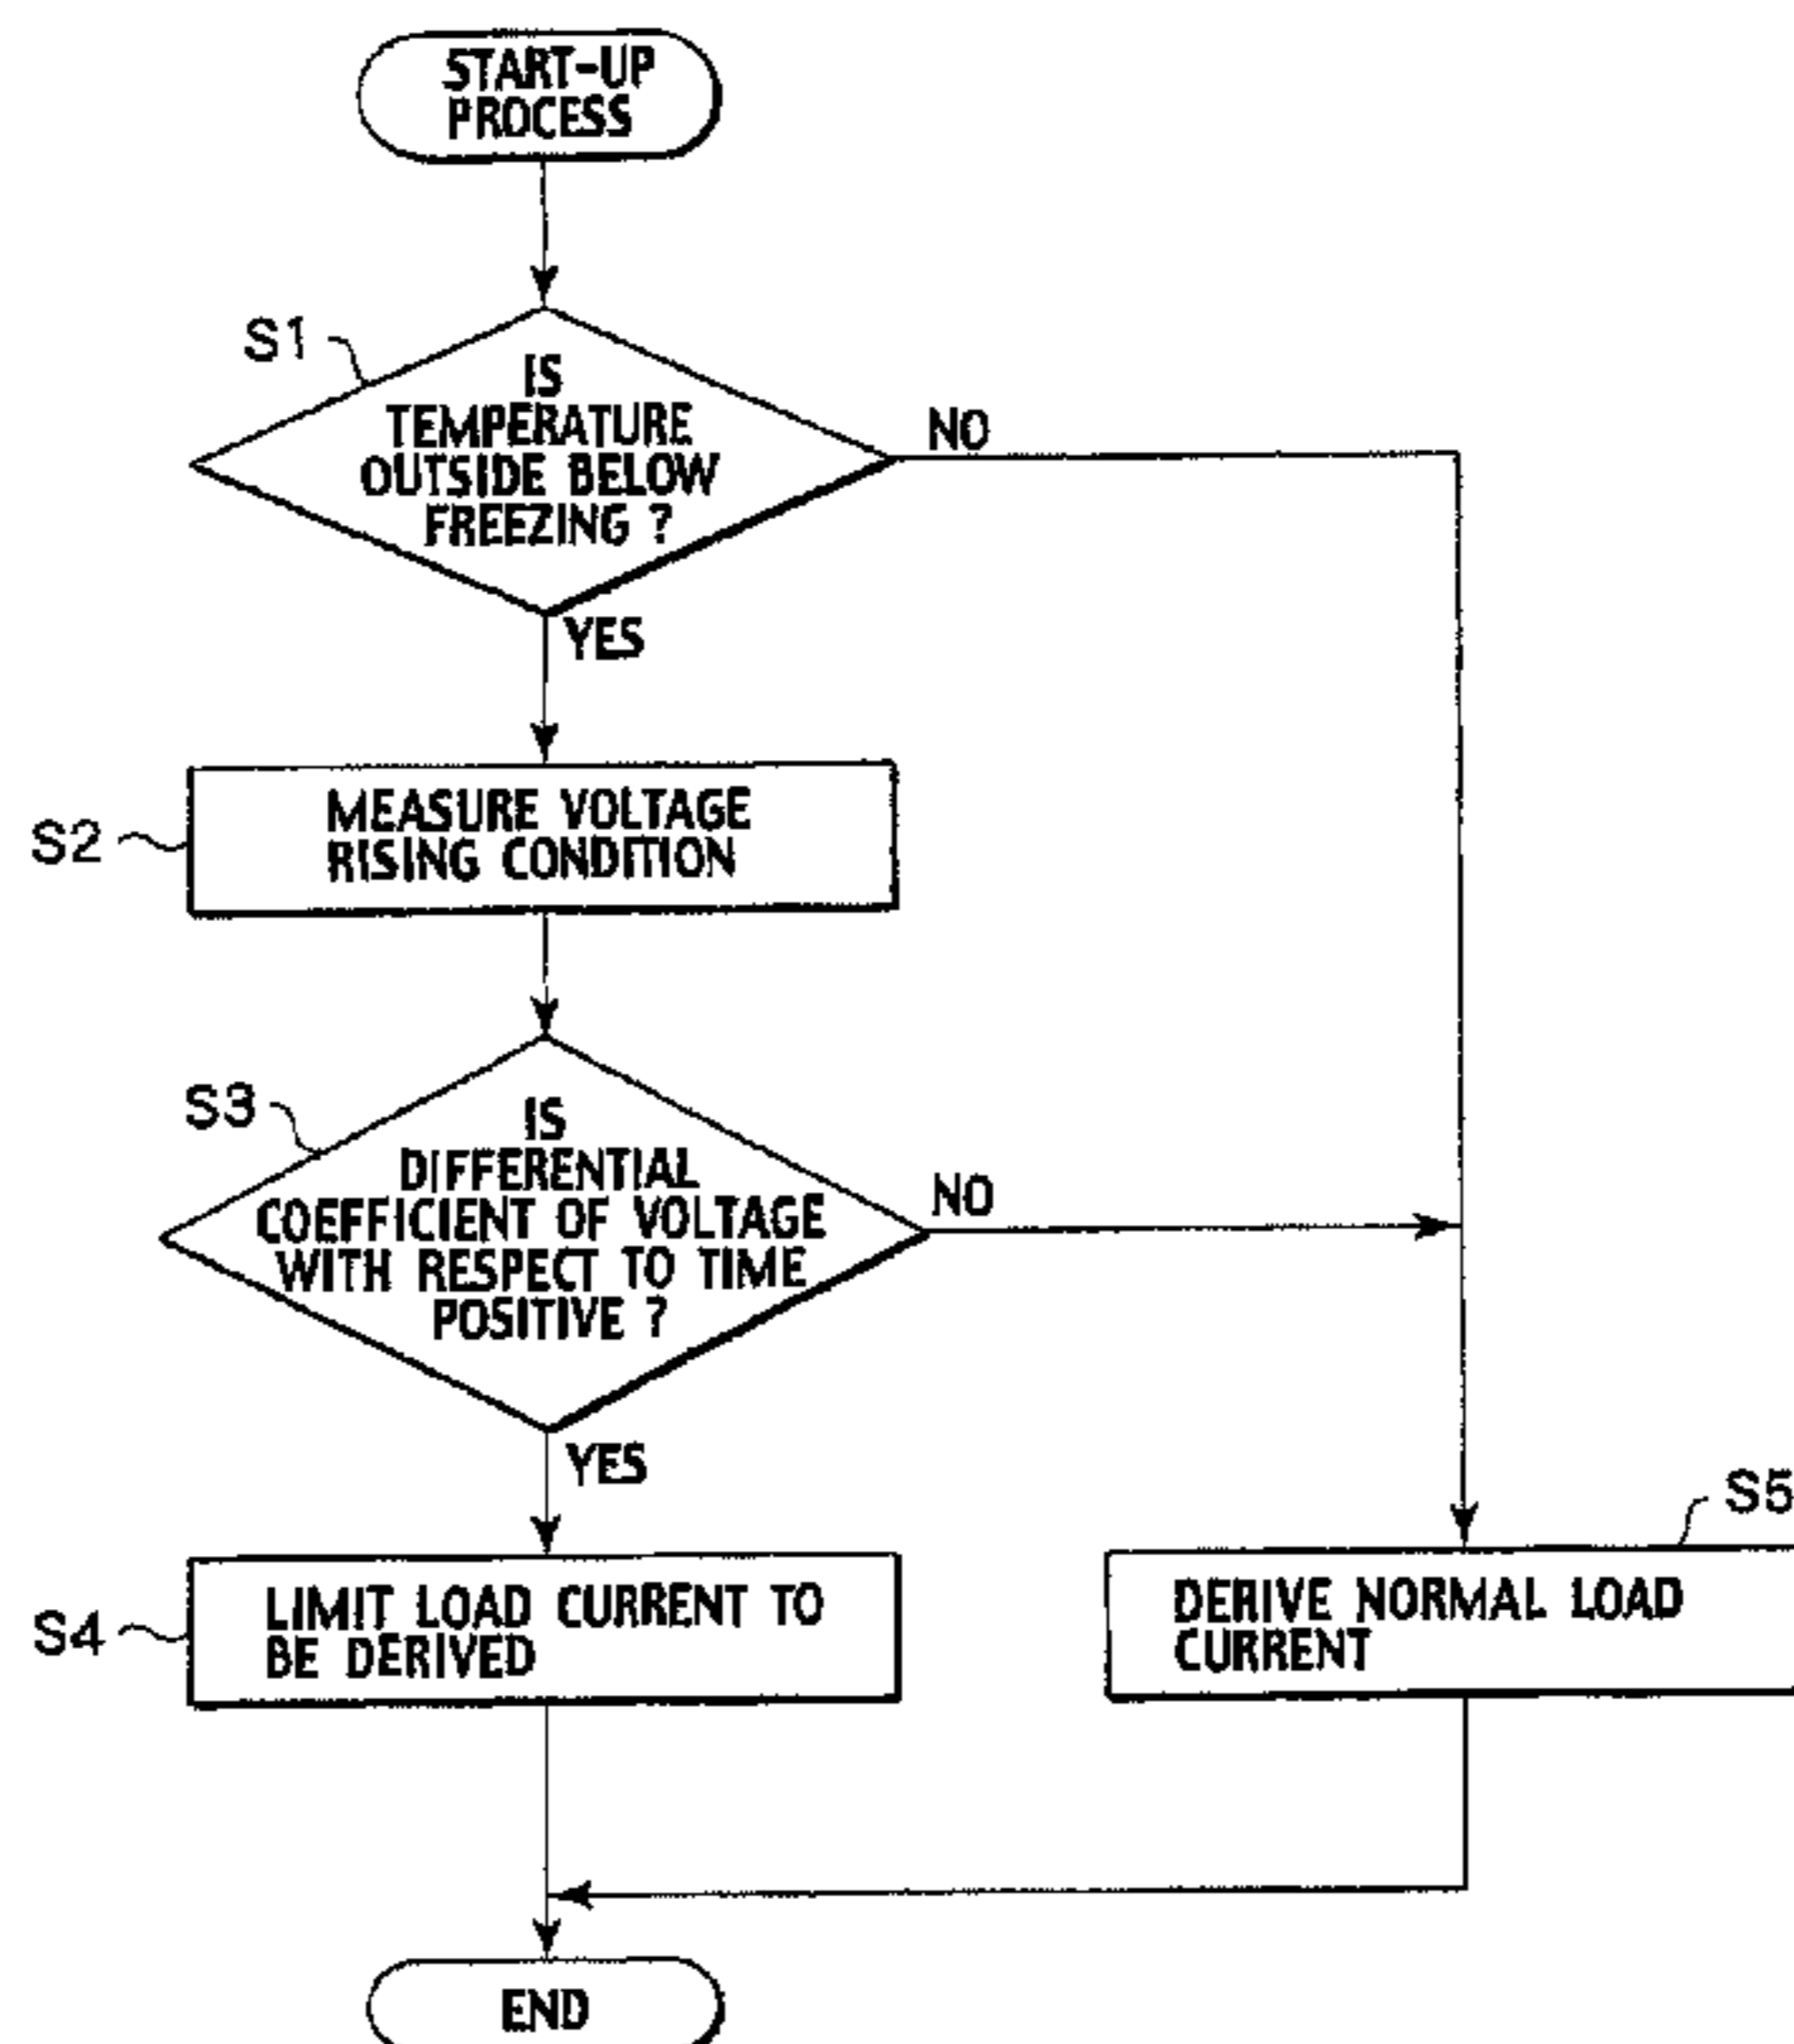 START-UP
PROCESS
S1
IS
TEMPERATURE
OUTSIDE BELOW
FREEZING ?
NO
YES
S2
MEASURE VOLTAGE
RISING CONDITION
S3
IS
DIFFERENTIAL
COEFFICIENT OF VOLTAGE
WITH RESPECT TO TIME
POSITIVE ?
NO
YES
S4
LIMIT LOAD CURRENT TO
BE DERIVED
S5
DERIVE NORMAL LOAD
CURRENT
END